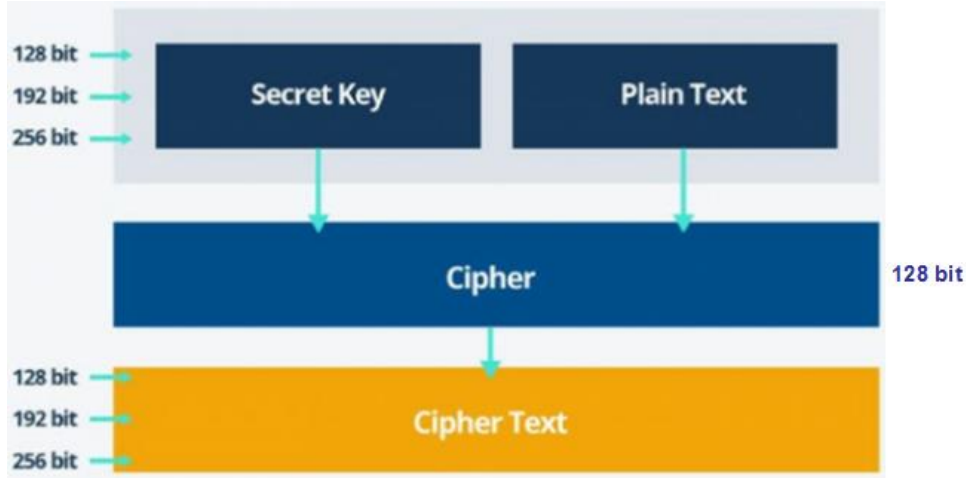 128 bit
192 bit
256 bit
Secret Key
Plain Text
Cipher
128 bit
128 bit
192 bit
256 bit
Cipher Text